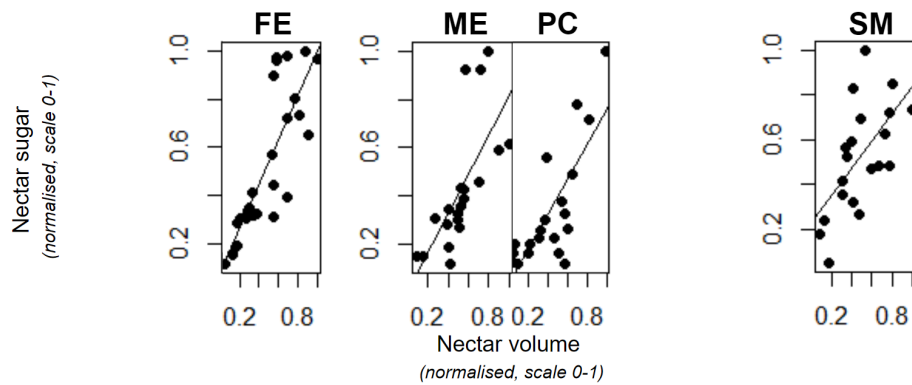 FE
ME
PC
SM
Nectar sugar
(normalised, scale 0-1)
0.2 0.6 1.0
0.2 0.6 1.0
0.2 0.6 1.0
0.2 0.8
0.2 0.8
0.2 0.8
0.2 0.8
Nectar volume
(normalised, scale 0-1)